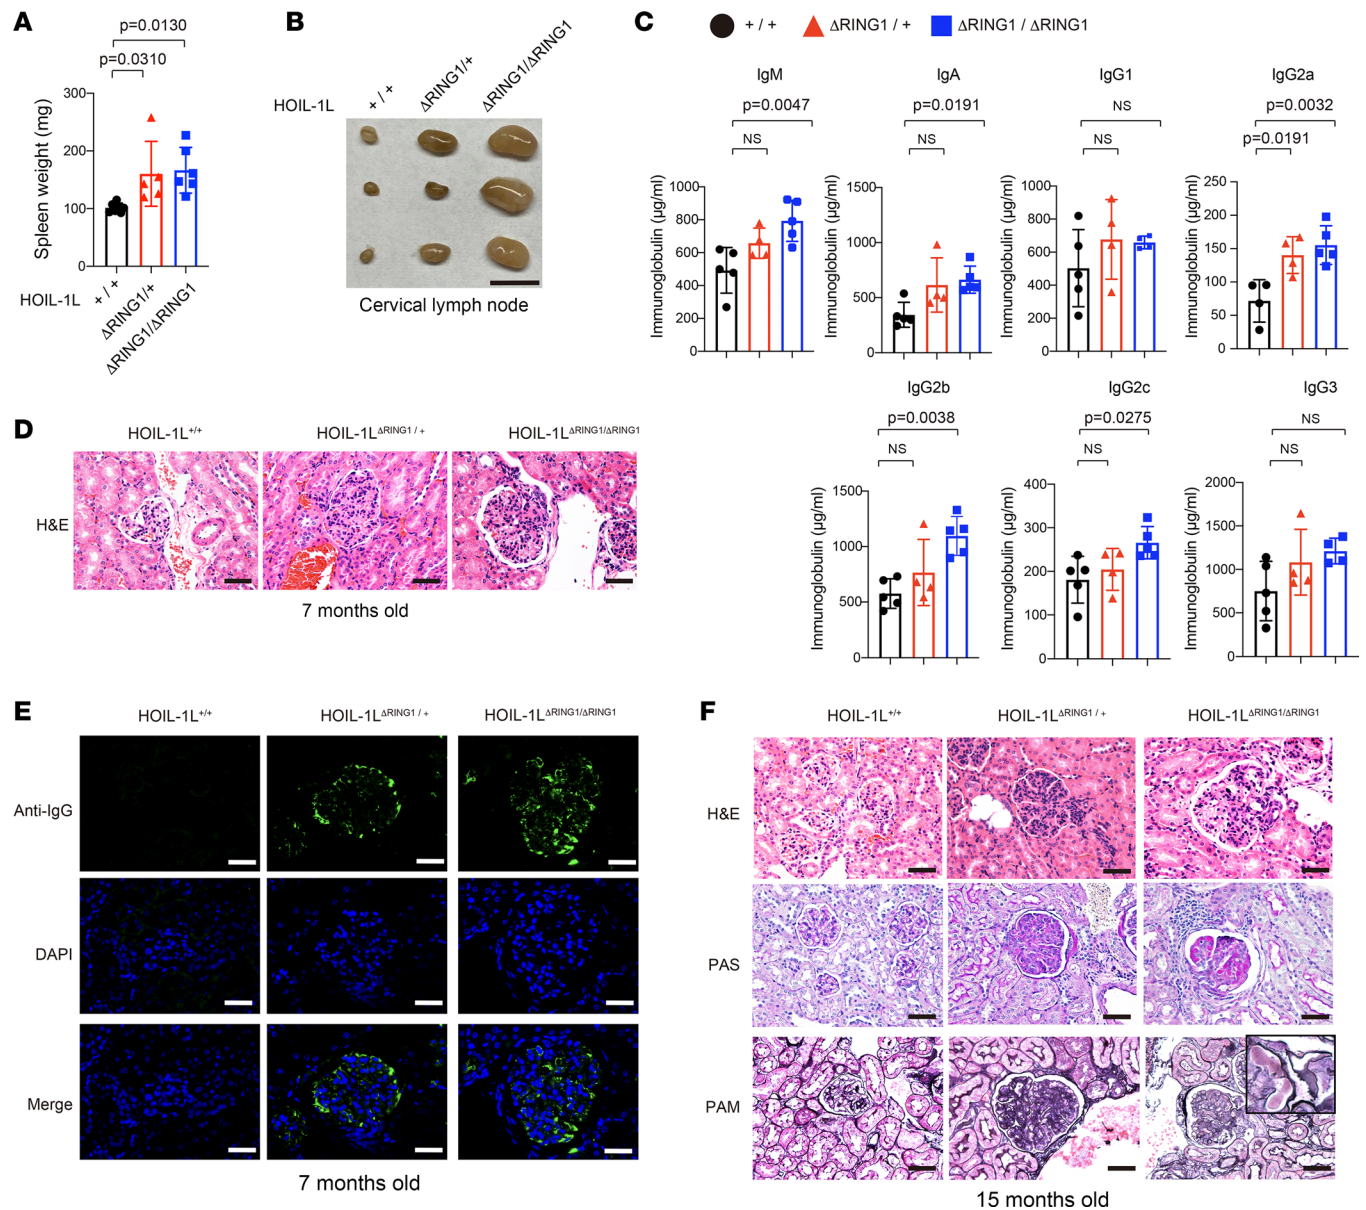 A
p=0.0130
p=0.0310
Spleen weight (mg)
300
200
100
0
HOIL-1L
+ / +
ΔRING1/+
ΔRING1/ΔRING1
B
HOIL-1L
+ / +
ΔRING1/+
ΔRING1/ΔRING1
Cervical lymph node
C
+ / +
ΔRING1 / +
ΔRING1 / ΔRING1
IgM
p=0.0047
NS
Immunoglobulin (μg/ml)
1000
800
600
400
200
0
IgA
p=0.0191
NS
Immunoglobulin (μg/ml)
1500
1000
500
0
IgG1
NS
NS
Immunoglobulin (μg/ml)
1000
800
600
400
200
0
IgG2a
p=0.0032
p=0.0191
Immunoglobulin (μg/ml)
250
200
150
100
50
0
IgG2b
p=0.0038
NS
Immunoglobulin (μg/ml)
1500
1000
500
0
IgG2c
p=0.0275
NS
Immunoglobulin (μg/ml)
400
300
200
100
0
IgG3
NS
NS
Immunoglobulin (μg/ml)
2000
1500
1000
500
0
D
HOIL-1L+/+
HOIL-1LΔRING1 / +
HOIL-1LΔRING1/ΔRING1
H&E
7 months old
E
HOIL-1L+/+
HOIL-1LΔRING1 / +
HOIL-1LΔRING1/ΔRING1
Anti-IgG
DAPI
Merge
7 months old
F
HOIL-1L+/+
HOIL-1LΔRING1 / +
HOIL-1LΔRING1/ΔRING1
H&E
PAS
PAM
15 months old